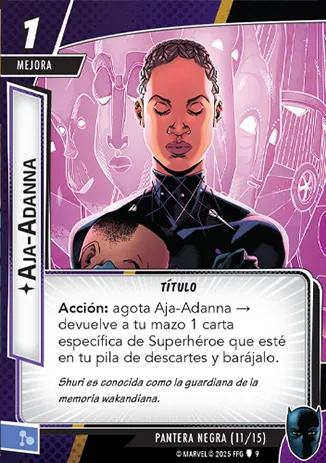 1
MEJORA
AJA-ADANNA
TÍTULO
Acción: agota Aja-Adanna →
devuelve a tu mazo 1 carta
específica de Superhéroe que esté
en tu pila de descartes y barájalo.
Shuri es conocida como la guardiana de la
memoria wakandiana.
PANTERA NEGRA (11/15)
© MARVEL © 2025 FFG 9